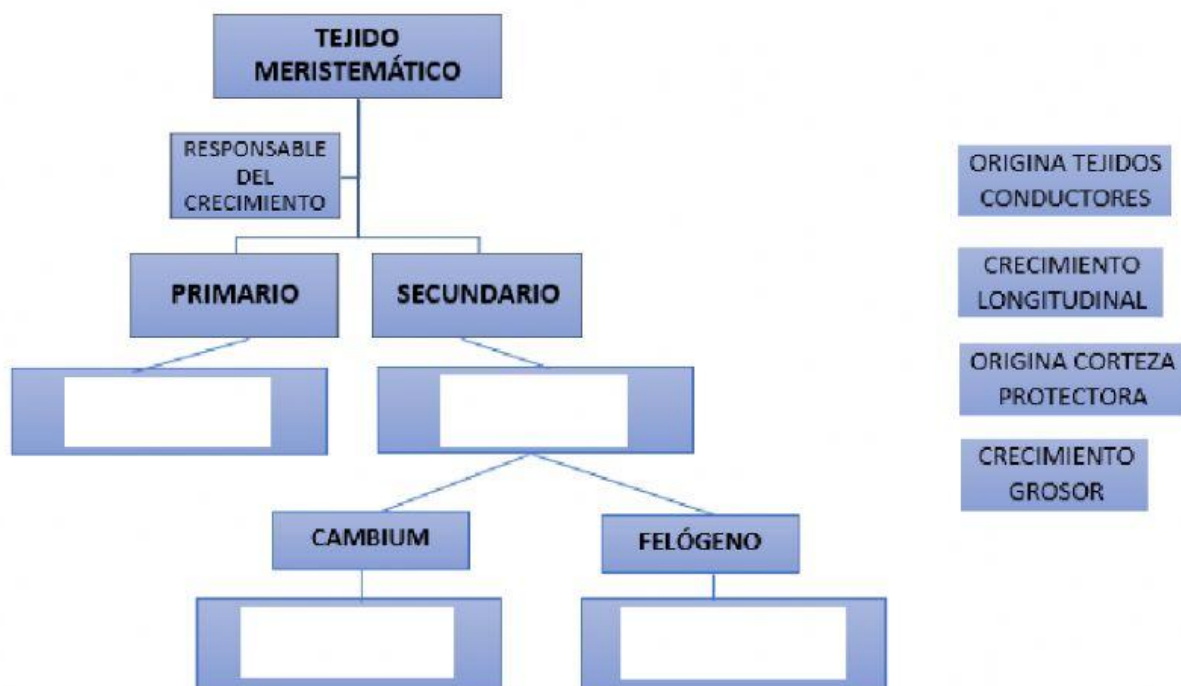 TEJIDO
MERISTEMÁTICO
RESPONSABLE
DEL
CRECIMIENTO
PRIMARIO
SECUNDARIO
CAMBIUM
FELÓGENO
ORIGINA TEJIDOS
CONDUCTORES
CRECIMIENTO
LONGITUDINAL
ORIGINA CORTEZA
PROTECTORA
CRECIMIENTO
GROSOR